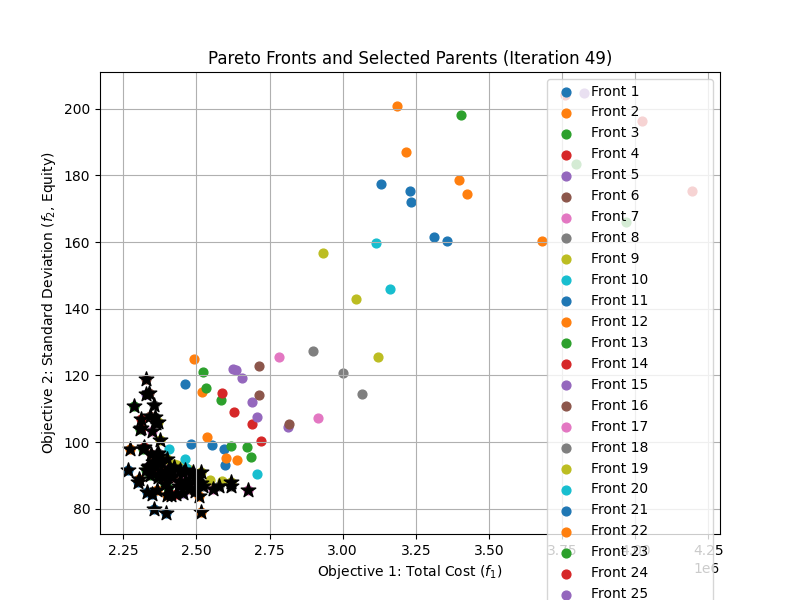 Pareto Fronts and Selected Parents (Iteration 49)
Objective 2: Standard Deviation (f₂, Equity)
200
180
160
140
120
100
80
2.25
2.50
2.75
3.00
3.25
3.50
3.75
4.00
4.25
1e6
Objective 1: Total Cost (f₁)
Front 1
Front 2
Front 3
Front 4
Front 5
Front 6
Front 7
Front 8
Front 9
Front 10
Front 11
Front 12
Front 13
Front 14
Front 15
Front 16
Front 17
Front 18
Front 19
Front 20
Front 21
Front 22
Front 23
Front 24
Front 25